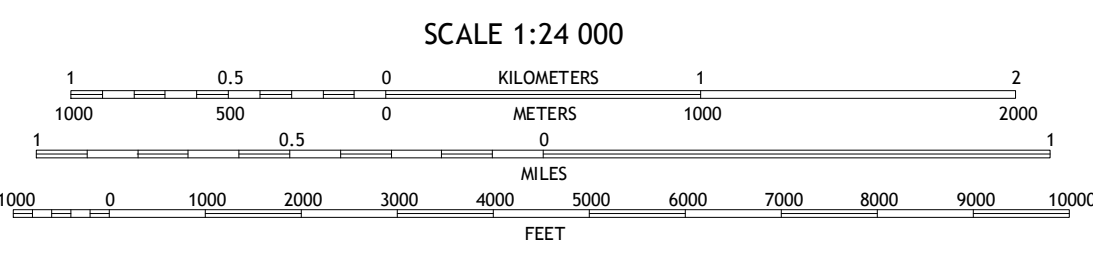 SCALE 1:24 000
1 0.5 0 KILOMETERS 1 2
1000 500 0 METERS 1000 2000
1 0.5 0 1
MILES
1000 0 1000 2000 3000 4000 5000 6000 7000 8000 9000 10000
FEET